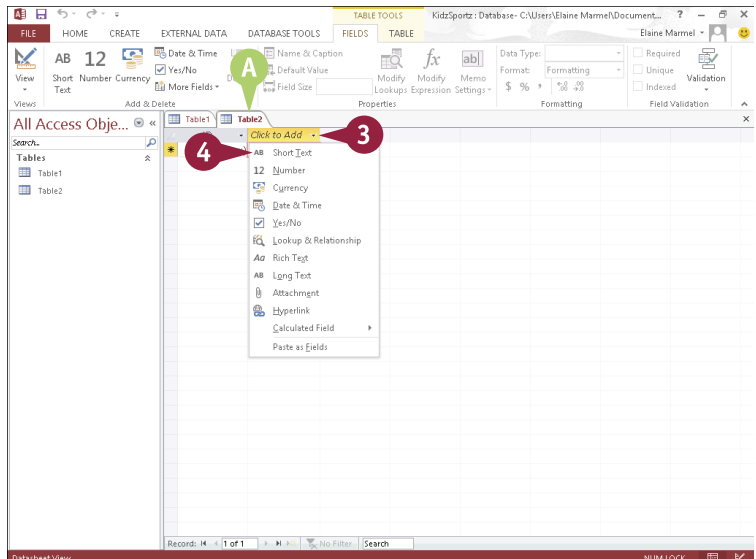 TABLE TOOLS KidzSportz : Database- C:\Users\Elaine Marmel\Document... ?
FILE HOME CREATE EXTERNAL DATA DATABASE TOOLS FIELDS TABLE Elaine Marmel
View
AB Short Text
12 Number
Currency
Date & Time
Yes/No
More Fields
Name & Caption
Default Value
Field Size
Modify Lookups
fx Modify Expression
ab| Memo Settings
Data Type:
Format: Formatting
$ % , .00 .00
Required
Unique
Indexed
Validation
Views Add & Delete Properties Formatting Field Validation
All Access Obje... «
Search...
Tables
Table1
Table2
Table1 Table2
A
Click to Add
3
4
AB Short Text
12 Number
Currency
Date & Time
Yes/No
Lookup & Relationship
Aa Rich Text
AB Long Text
Attachment
Hyperlink
Calculated Field
Paste as Fields
Record: 1 of 1 No Filter Search
Datasheet View NUM LOCK